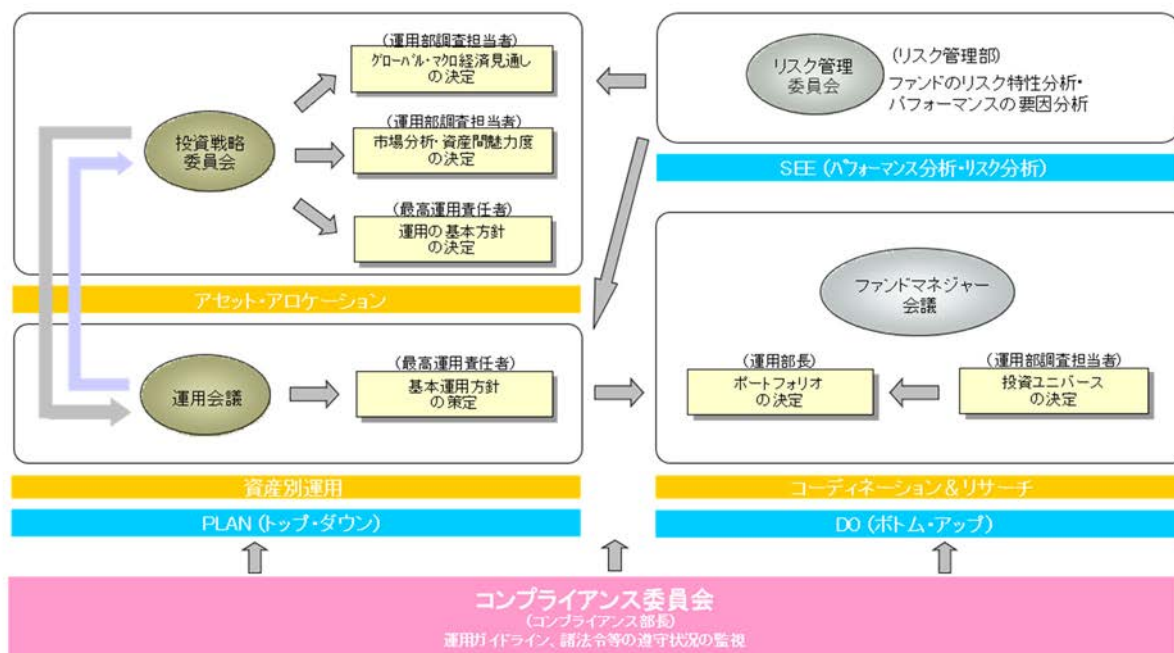 (運用部調査担当者)
グローバル・マクロ経済見通し
の決定
投資戦略
委員会
(運用部調査担当者)
市場分析・資産間魅力度
の決定
(最高運用責任者)
運用の基本方針
の決定
アセット・アロケーション
運用会議
(最高運用責任者)
基本運用方針
の策定
資産別運用
PLAN (トップ・ダウン)
リスク管理
委員会
(リスク管理部)
ファンドのリスク特性分析・
パフォーマンスの要因分析
SEE (パフォーマンス分析・リスク分析)
ファンドマネジャー
会議
(運用部長)
ポートフォリオ
の決定
(運用部調査担当者)
投資ユニバース
の決定
コーディネーション&リサーチ
DO (ボトム・アップ)
コンプライアンス委員会
(コンプライアンス部長)
運用ガイドライン、諸法令等の遵守状況の監視